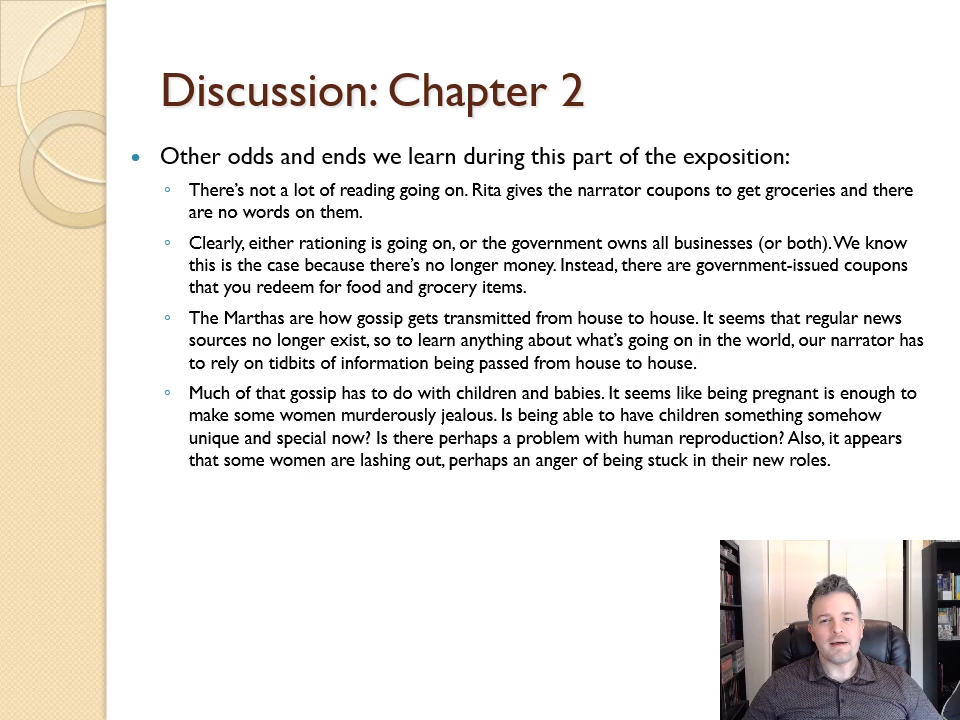 Discussion: Chapter 2
• Other odds and ends we learn during this part of the exposition:
◦ There's not a lot of reading going on. Rita gives the narrator coupons to get groceries and there
are no words on them.
◦ Clearly, either rationing is going on, or the government owns all businesses (or both). We know
this is the case because there's no longer money. Instead, there are government-issued coupons
that you redeem for food and grocery items.
◦ The Marthas are how gossip gets transmitted from house to house. It seems that regular news
sources no longer exist, so to learn anything about what's going on in the world, our narrator has
to rely on tidbits of information being passed from house to house.
◦ Much of that gossip has to do with children and babies. It seems like being pregnant is enough to
make some women murderously jealous. Is being able to have children something somehow
unique and special now? Is there perhaps a problem with human reproduction? Also, it appears
that some women are lashing out, perhaps an anger of being stuck in their new roles.